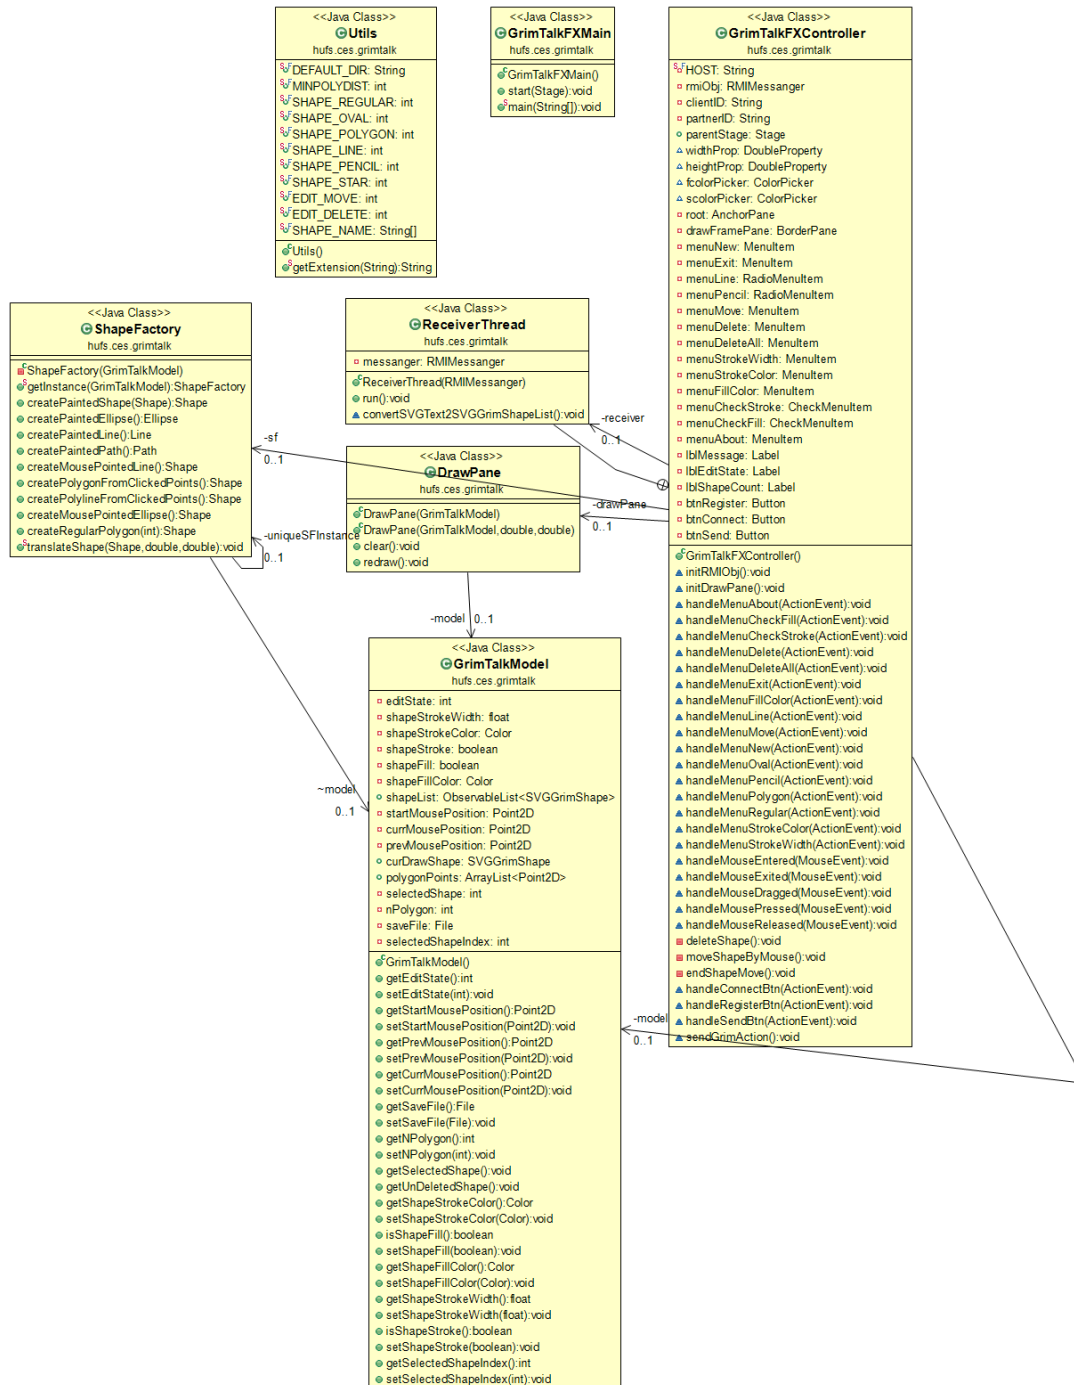 <<Java Class>>
Utils
hufs.ces.grimtalk
DEFAULT_DIR: String
MINPOLYDIST: int
SHAPE_REGULAR: int
SHAPE_OVAL: int
SHAPE_POLYGON: int
SHAPE_LINE: int
SHAPE_PENCIL: int
SHAPE_STAR: int
EDIT_MOVE: int
EDIT_DELETE: int
SHAPE_NAME: String[]
Utils()
getExtension(String):String
<<Java Class>>
GrimTalkFXMain
hufs.ces.grimtalk
GrimTalkFXMain()
start(Stage):void
main(String[]):void
<<Java Class>>
GrimTalkFXController
hufs.ces.grimtalk
HOST: String
rmiObj: RMIMessanger
clientID: String
partnerID: String
parentStage: Stage
widthProp: DoubleProperty
heightProp: DoubleProperty
fcolorPicker: ColorPicker
scolorPicker: ColorPicker
root: AnchorPane
drawFramePane: BorderPane
menuNew: MenuItem
menuExit: MenuItem
menuLine: RadioMenuItem
menuPencil: RadioMenuItem
menuMove: MenuItem
menuDelete: MenuItem
menuDeleteAll: MenuItem
menuStrokeWidth: MenuItem
menuStrokeColor: MenuItem
menuFillColor: MenuItem
menuCheckStroke: CheckMenuItem
menuCheckFill: CheckMenuItem
menuAbout: MenuItem
lblMessage: Label
lblEditState: Label
lblShapeCount: Label
btnRegister: Button
btnConnect: Button
btnSend: Button
GrimTalkFXController()
initRMIObj():void
initDrawPane():void
handleMenuAbout(ActionEvent):void
handleMenuCheckFill(ActionEvent):void
handleMenuCheckStroke(ActionEvent):void
handleMenuDelete(ActionEvent):void
handleMenuDeleteAll(ActionEvent):void
handleMenuExit(ActionEvent):void
handleMenuFillColor(ActionEvent):void
handleMenuLine(ActionEvent):void
handleMenuMove(ActionEvent):void
handleMenuNew(ActionEvent):void
handleMenuOval(ActionEvent):void
handleMenuPencil(ActionEvent):void
handleMenuPolygon(ActionEvent):void
handleMenuRegular(ActionEvent):void
handleMenuStrokeColor(ActionEvent):void
handleMenuStrokeWidth(ActionEvent):void
handleMouseEntered(MouseEvent):void
handleMouseExited(MouseEvent):void
handleMouseDragged(MouseEvent):void
handleMousePressed(MouseEvent):void
handleMouseReleased(MouseEvent):void
deleteShape():void
moveShapeByMouse():void
endShapeMove():void
handleConnectBtn(ActionEvent):void
handleRegisterBtn(ActionEvent):void
handleSendBtn(ActionEvent):void
sendGrimAction():void
<<Java Class>>
ShapeFactory
hufs.ces.grimtalk
ShapeFactory(GrimTalkModel)
getInstance(GrimTalkModel):ShapeFactory
createPaintedShape(Shape):Shape
createPaintedEllipse():Ellipse
createPaintedLine():Line
createPaintedPath():Path
createMousePointedLine():Shape
createPolygonFromClickedPoints():Shape
createPolylineFromClickedPoints():Shape
createMousePointedEllipse():Shape
createRegularPolygon(int):Shape
translateShape(Shape,double,double):void
<<Java Class>>
ReceiverThread
hufs.ces.grimtalk
messanger: RMIMessanger
ReceiverThread(RMIMessanger)
run():void
convertSVGText2SVGGrimShapeList():void
-receiver
0..1
-sf
0..1
<<Java Class>>
DrawPane
hufs.ces.grimtalk
DrawPane(GrimTalkModel)
DrawPane(GrimTalkModel,double,double)
clear():void
redraw():void
-drawPane
0..1
-uniqueSFInstance
0..1
-model
0..1
<<Java Class>>
GrimTalkModel
hufs.ces.grimtalk
editState: int
shapeStrokeWidth: float
shapeStrokeColor: Color
shapeStroke: boolean
shapeFill: boolean
shapeFillColor: Color
shapeList: ObservableList<SVGGrimShape>
startMousePosition: Point2D
currMousePosition: Point2D
prevMousePosition: Point2D
curDrawShape: SVGGrimShape
polygonPoints: ArrayList<Point2D>
selectedShape: int
nPolygon: int
saveFile: File
selectedShapeIndex: int
GrimTalkModel()
getEditState():int
setEditState(int):void
getStartMousePosition():Point2D
setStartMousePosition(Point2D):void
getPrevMousePosition():Point2D
setPrevMousePosition(Point2D):void
getCurrMousePosition():Point2D
setCurrMousePosition(Point2D):void
getSaveFile():File
setSaveFile(File):void
getNPolygon():int
setNPolygon(int):void
getSelectedShape():void
getUnDeletedShape():void
getShapeStrokeColor():Color
setShapeStrokeColor(Color):void
isShapeFill():boolean
setShapeFill(boolean):void
getShapeFillColor():Color
setShapeFillColor(Color):void
getShapeStrokeWidth():float
setShapeStrokeWidth(float):void
isShapeStroke():boolean
setShapeStroke(boolean):void
getSelectedShapeIndex():int
setSelectedShapeIndex(int):void
~model
0..1
-model
0..1